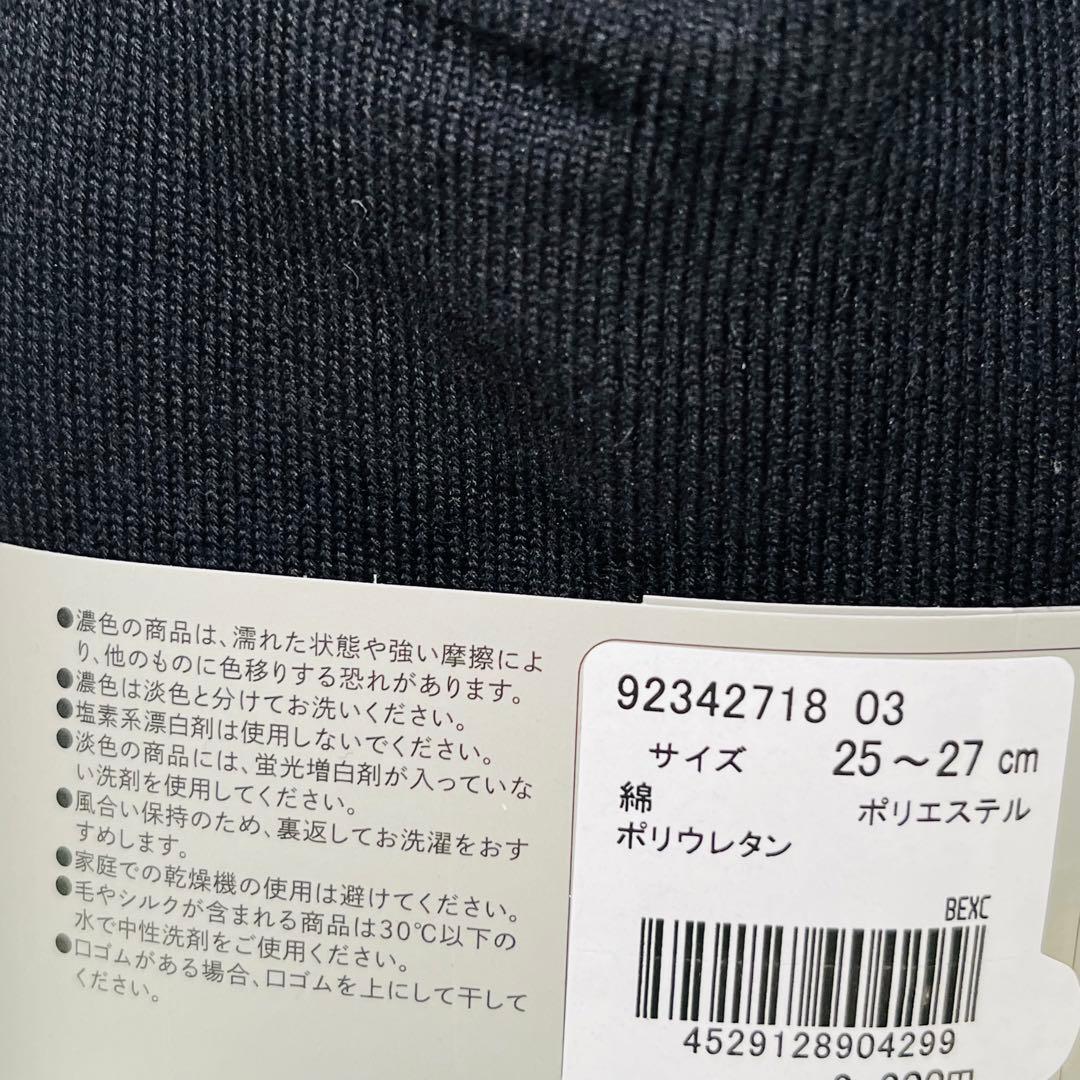 ●濃色の商品は、濡れた状態や強い摩擦によ
り、他のものに色移りする恐れがあります。
●濃色は淡色と分けてお洗いください。
●塩素系漂白剤は使用しないでください。
●淡色の商品には、蛍光増白剤が入っていな
い洗剤を使用してください。
●風合い保持のため、裏返してお洗濯をおす
すめします。
●家庭での乾燥機の使用は避けてください。
●毛やシルクが含まれる商品は30℃以下の
水で中性洗剤をご使用ください。
●口ゴムがある場合、口ゴムを上にして干して
ください。
92342718 03
サイズ 25～27 cm
綿 ポリエステル
ポリウレタン
BEXC
4529128904299